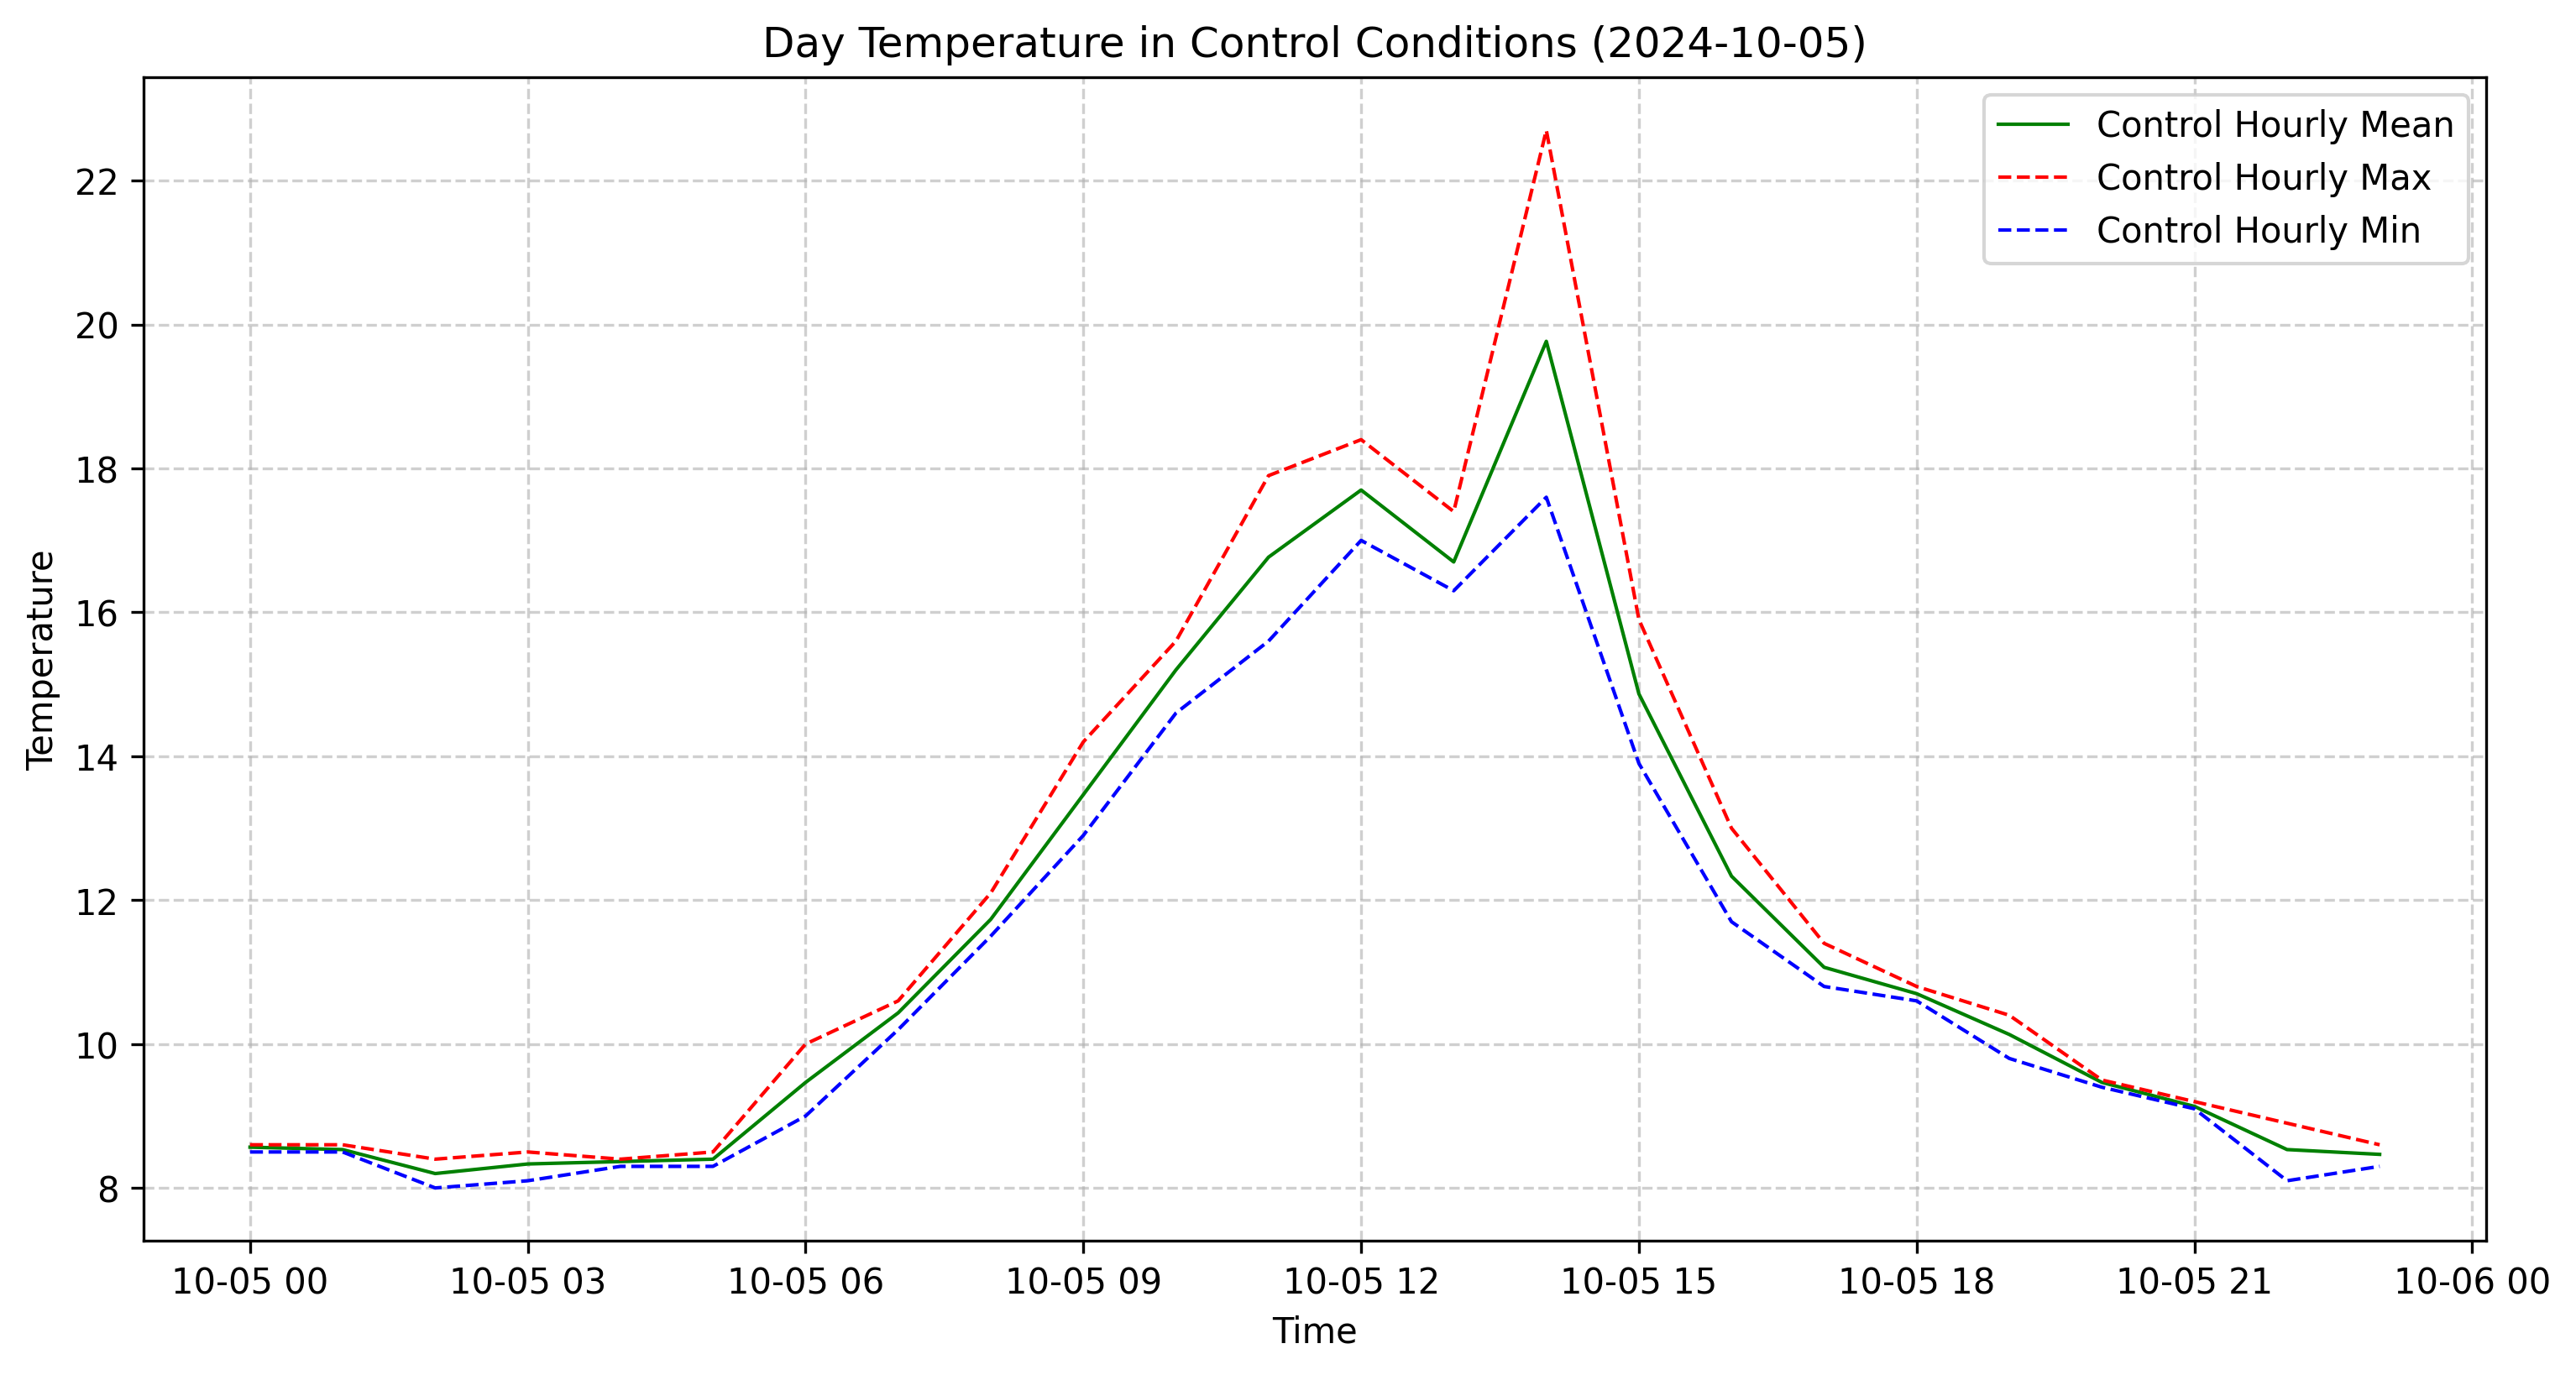 Day Temperature in Control Conditions (2024-10-05)
Control Hourly Mean
Control Hourly Max
Control Hourly Min
22
20
18
16
14
12
10
8
Temperature
10-05 00
10-05 03
10-05 06
10-05 09
10-05 12
10-05 15
10-05 18
10-05 21
10-06 00
Time